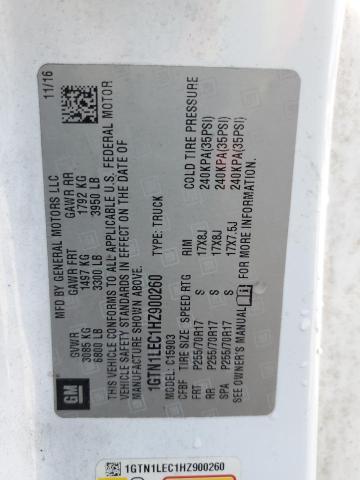 GM
MFD BY GENERAL MOTORS LLC
11/16
GVWR GAWR FRT GAWR RR
3085 KG 1497 KG 1792 KG
6800 LB 3300 LB 3950 LB
THIS VEHICLE CONFORMS TO ALL APPLICABLE U.S. FEDERAL MOTOR
VEHICLE SAFETY STANDARDS IN EFFECT ON THE DATE OF
MANUFACTURE SHOWN ABOVE.
1GTN1LEC1HZ900260 TYPE: TRUCK
C15903
CFBF TIRE SIZE SPEED RTG RIM COLD TIRE PRESSURE
FRT P255/70R17 S 17X8J 240KPA(35PSI)
RR P255/70R17 S 17X8J 240KPA(35PSI)
SPA P255/70R17 S 17X7.5J 240KPA(35PSI)
SEE OWNER'S MANUAL FOR MORE INFORMATION.
1GTN1LEC1HZ900260